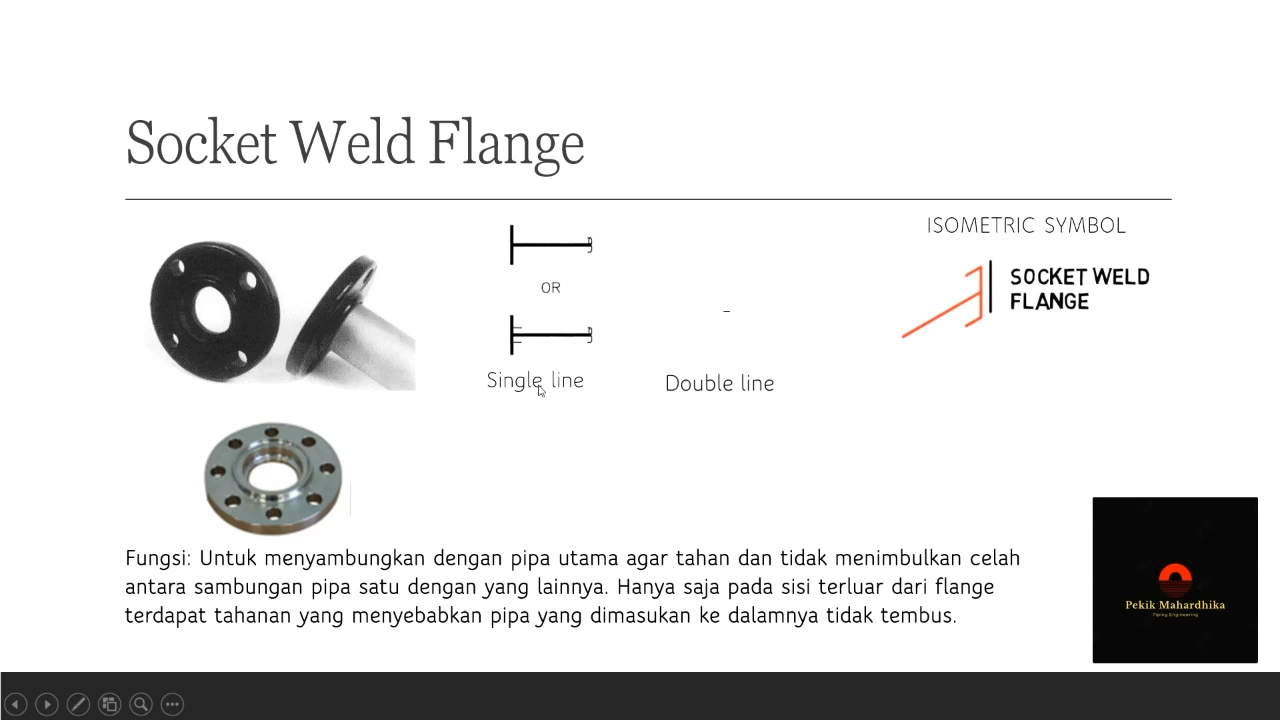 Socket Weld Flange
ISOMETRIC SYMBOL
SOCKET WELD
FLANGE
OR
Single line
-
Double line
Fungsi: Untuk menyambungkan dengan pipa utama agar tahan dan tidak menimbulkan celah
antara sambungan pipa satu dengan yang lainnya. Hanya saja pada sisi terluar dari flange
terdapat tahanan yang menyebabkan pipa yang dimasukan ke dalamnya tidak tembus.
Pekik Mahardhika
Piping Engineering